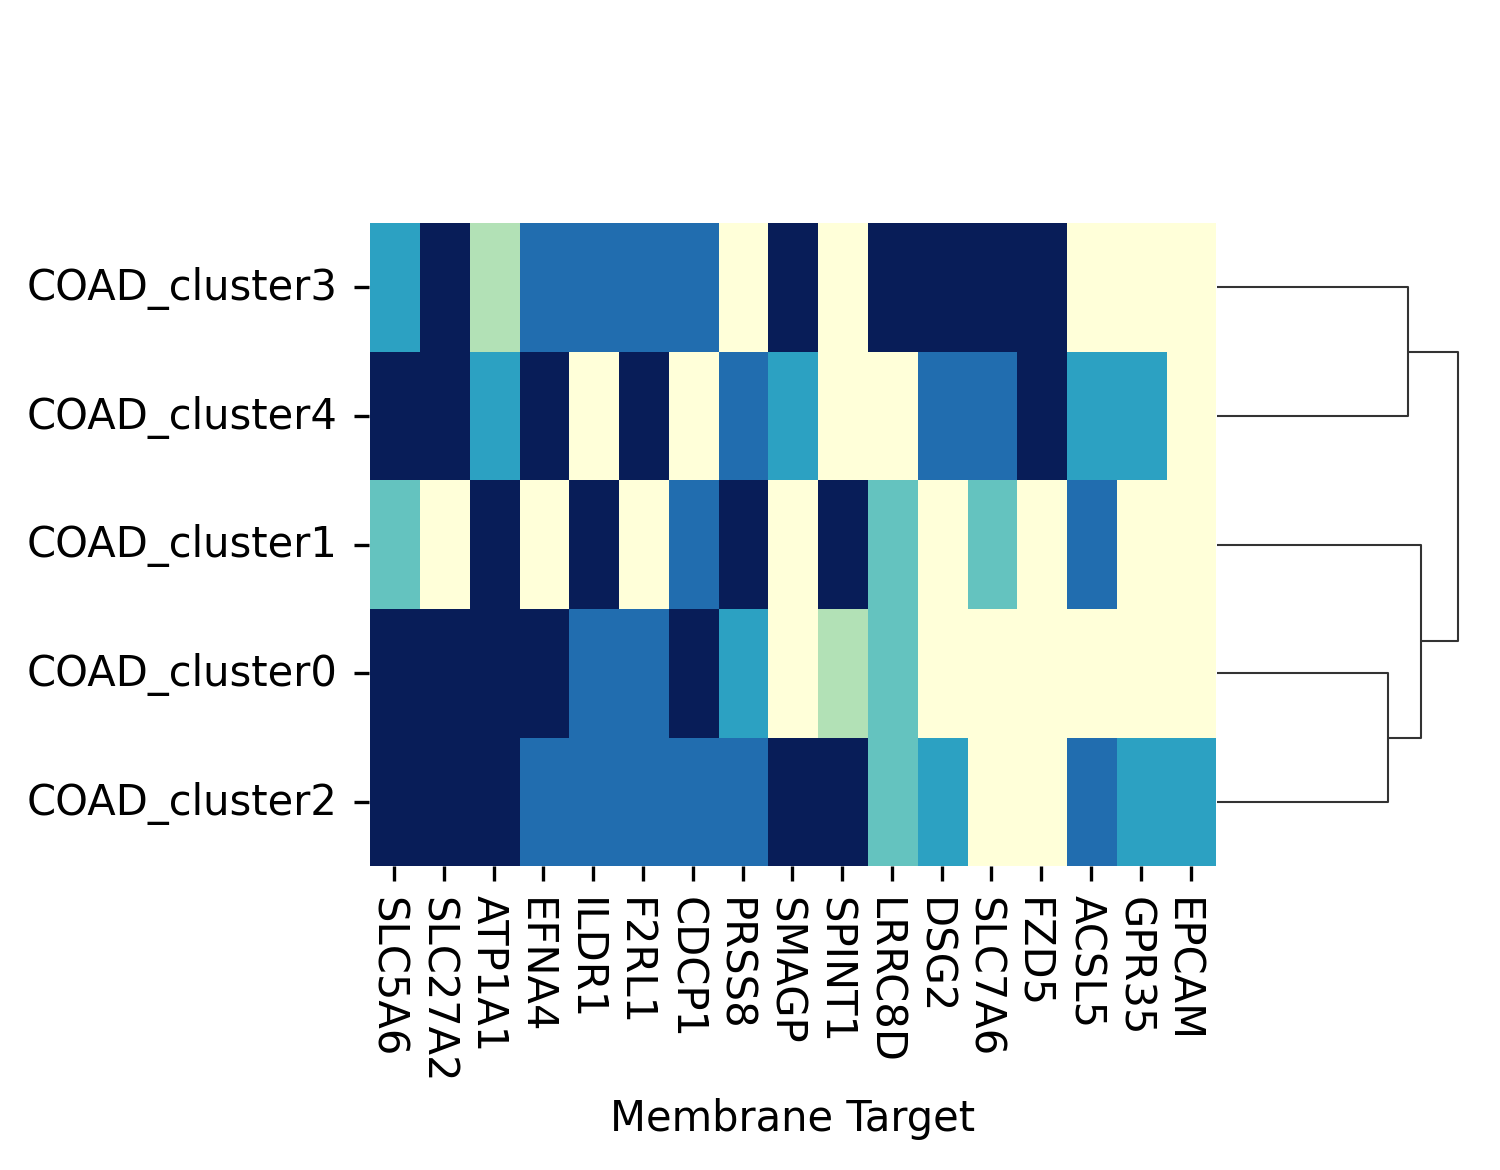 COAD_cluster3
COAD_cluster4
COAD_cluster1
COAD_cluster0
COAD_cluster2
SLC5A6
SLC27A2
ATP1A1
EFNA4
ILDR1
F2RL1
CDCP1
PRSS8
SMAGP
SPINT1
LRRC8D
DSG2
SLC7A6
FZD5
ACSL5
GPR35
EPCAM
Membrane Target